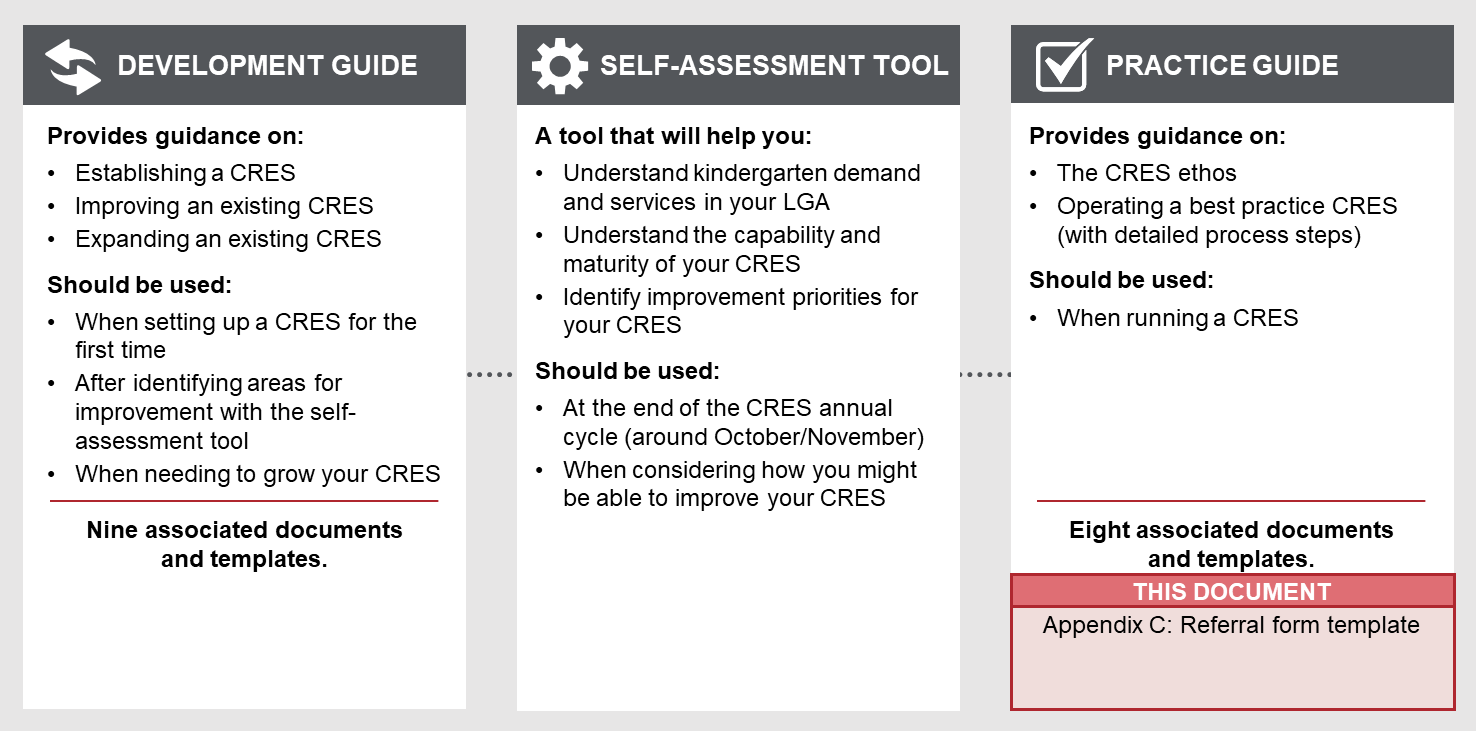 DEVELOPMENT GUIDE
Provides guidance on:
• Establishing a CRES
• Improving an existing CRES
• Expanding an existing CRES
Should be used:
• When setting up a CRES for the
first time
• After identifying areas for
improvement with the self-
assessment tool
• When needing to grow your CRES
Nine associated documents
and templates.
SELF-ASSESSMENT TOOL
A tool that will help you:
• Understand kindergarten demand
and services in your LGA
• Understand the capability and
maturity of your CRES
• Identify improvement priorities for
your CRES
Should be used:
• At the end of the CRES annual
cycle (around October/November)
• When considering how you might
be able to improve your CRES
PRACTICE GUIDE
Provides guidance on:
• The CRES ethos
• Operating a best practice CRES
(with detailed process steps)
Should be used:
• When running a CRES
Eight associated documents
and templates.
THIS DOCUMENT
Appendix C: Referral form template